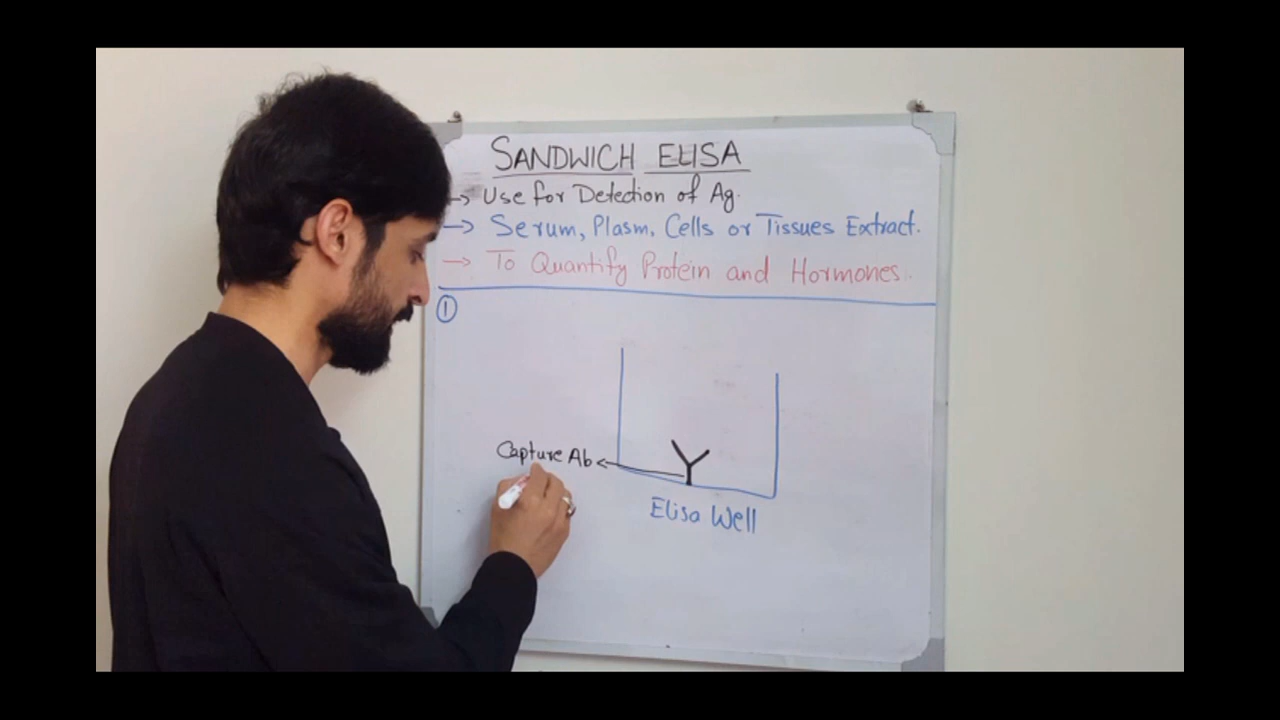 SANDWICH ELISA
→ Use for Detection of Ag.
→ Serum, Plasm, Cells or Tissues Extract.
→ To Quantify Protein and Hormones.
①
Capture Ab
Elisa Well